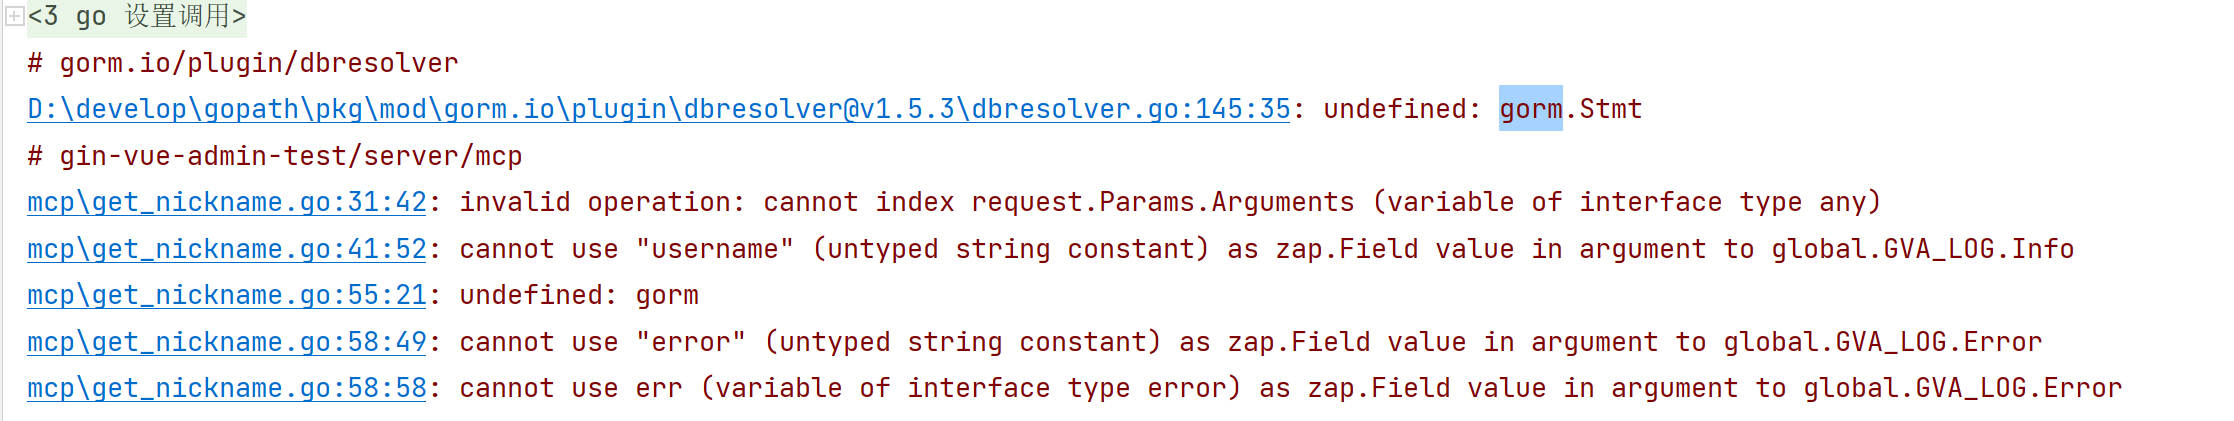 <3 go 设置调用>
# gorm.io/plugin/dbresolver
D:\develop\gopath\pkg\mod\gorm.io\plugin\dbresolver@v1.5.3\dbresolver.go:145:35: undefined: gorm.Stmt
# gin-vue-admin-test/server/mcp
mcp\get_nickname.go:31:42: invalid operation: cannot index request.Params.Arguments (variable of interface type any)
mcp\get_nickname.go:41:52: cannot use "username" (untyped string constant) as zap.Field value in argument to global.GVA_LOG.Info
mcp\get_nickname.go:55:21: undefined: gorm
mcp\get_nickname.go:58:49: cannot use "error" (untyped string constant) as zap.Field value in argument to global.GVA_LOG.Error
mcp\get_nickname.go:58:58: cannot use err (variable of interface type error) as zap.Field value in argument to global.GVA_LOG.Error